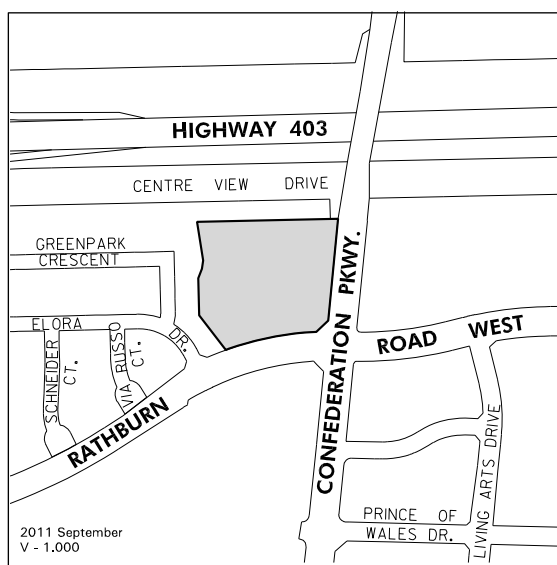 HIGHWAY 403
CENTRE VIEW DRIVE
GREENPARK
CRESCENT
CONFEDERATION PKWY.
ELORA
DR.
SCHNEIDER
CT.
VIA RUSSO
CT.
RATHBURN
ROAD WEST
LIVING ARTS DRIVE
PRINCE OF
WALES DR.
2011 September
V - 1.000